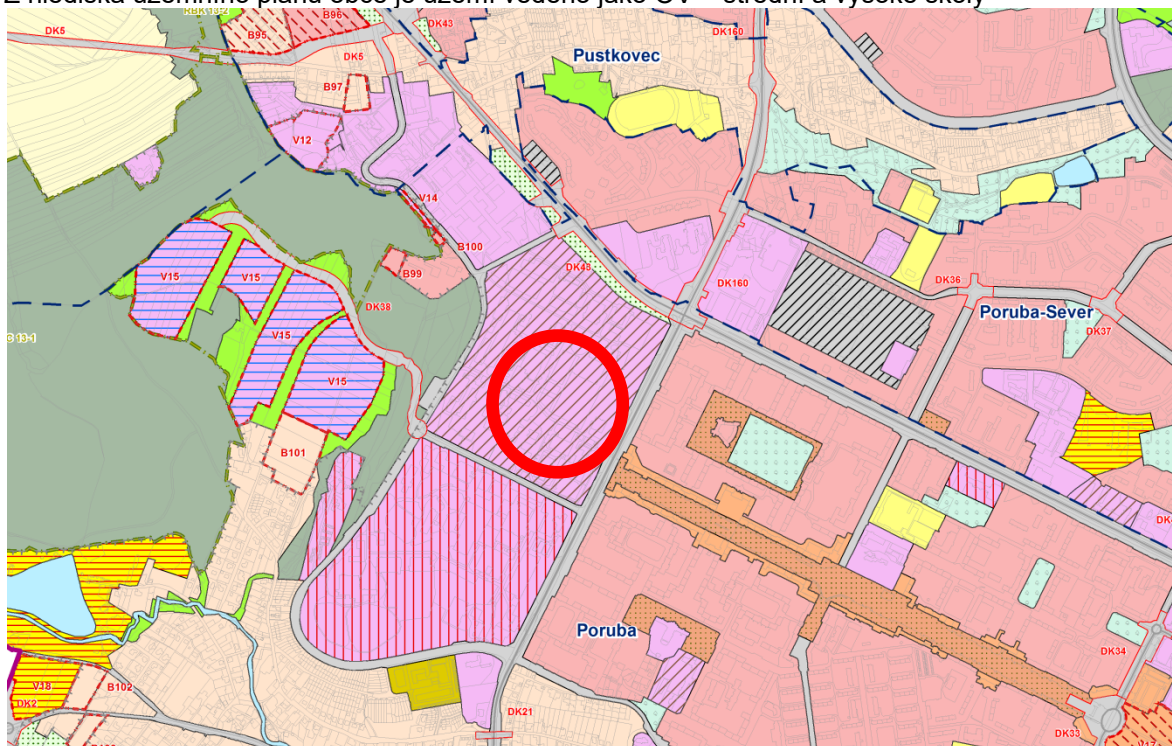 Z hlediska územního plánu obce je území vedeno jako OV – střední a vysoké školy
B96
DK43
DK160
DK5
B95
DK5
Pustkovec
B97
V12
V14
B100
B99
DK43
DK160
DK36
V15
V15
DK38
Poruba-Sever
DK37
V15
V15
B101
Poruba
DK34
V18
B102
DK2
DK21
DK33